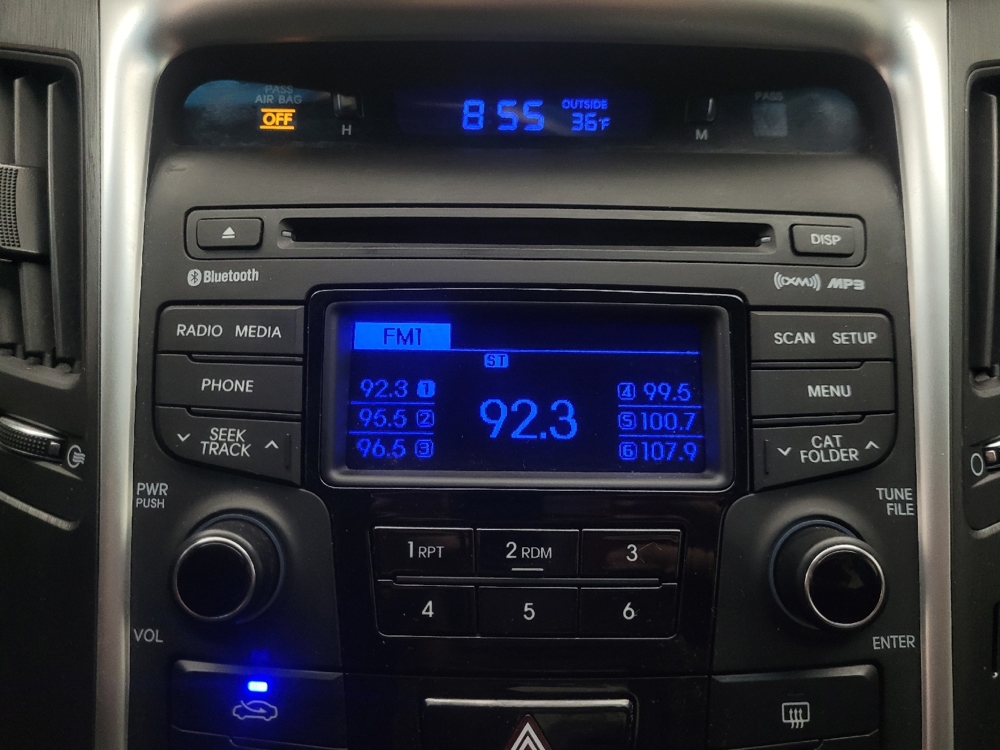 PASS
AIR BAG
OFF
H
8:55
OUTSIDE
36°F
M
PASS
DISP
Bluetooth
((XM)) MP3
RADIO MEDIA
PHONE
SEEK
TRACK
FM1
ST
92.3 1
95.5 2
96.5 3
92.3
4 99.5
5 100.7
6 107.9
SCAN SETUP
MENU
CAT
FOLDER
PWR
PUSH
VOL
1 RPT
2 RDM
3
4
5
6
TUNE
FILE
ENTER